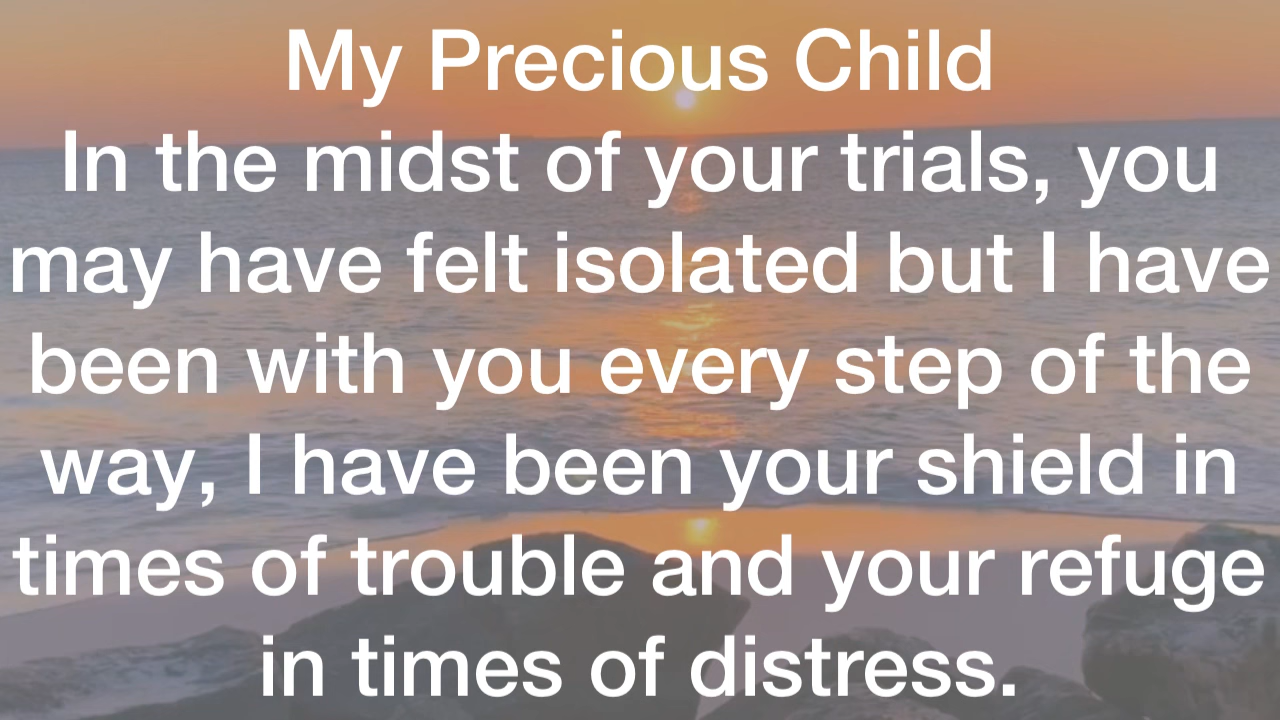 My Precious Child
In the midst of your trials, you
may have felt isolated but I have
been with you every step of the
way, I have been your shield in
times of trouble and your refuge
in times of distress.